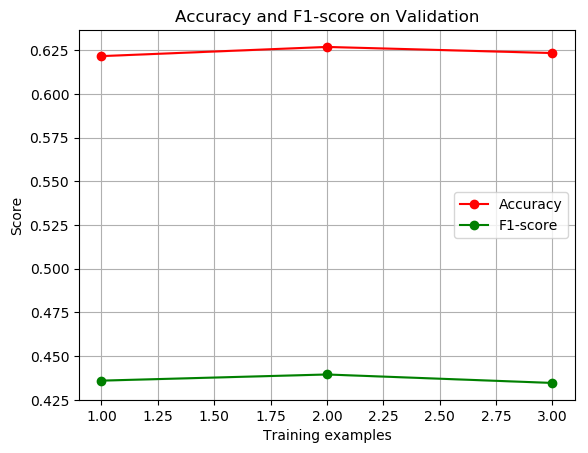 Accuracy and F1-score on Validation
Score
0.625
0.600
0.575
0.550
0.525
0.500
0.475
0.450
0.425
Accuracy
F1-score
1.00 1.25 1.50 1.75 2.00 2.25 2.50 2.75 3.00
Training examples